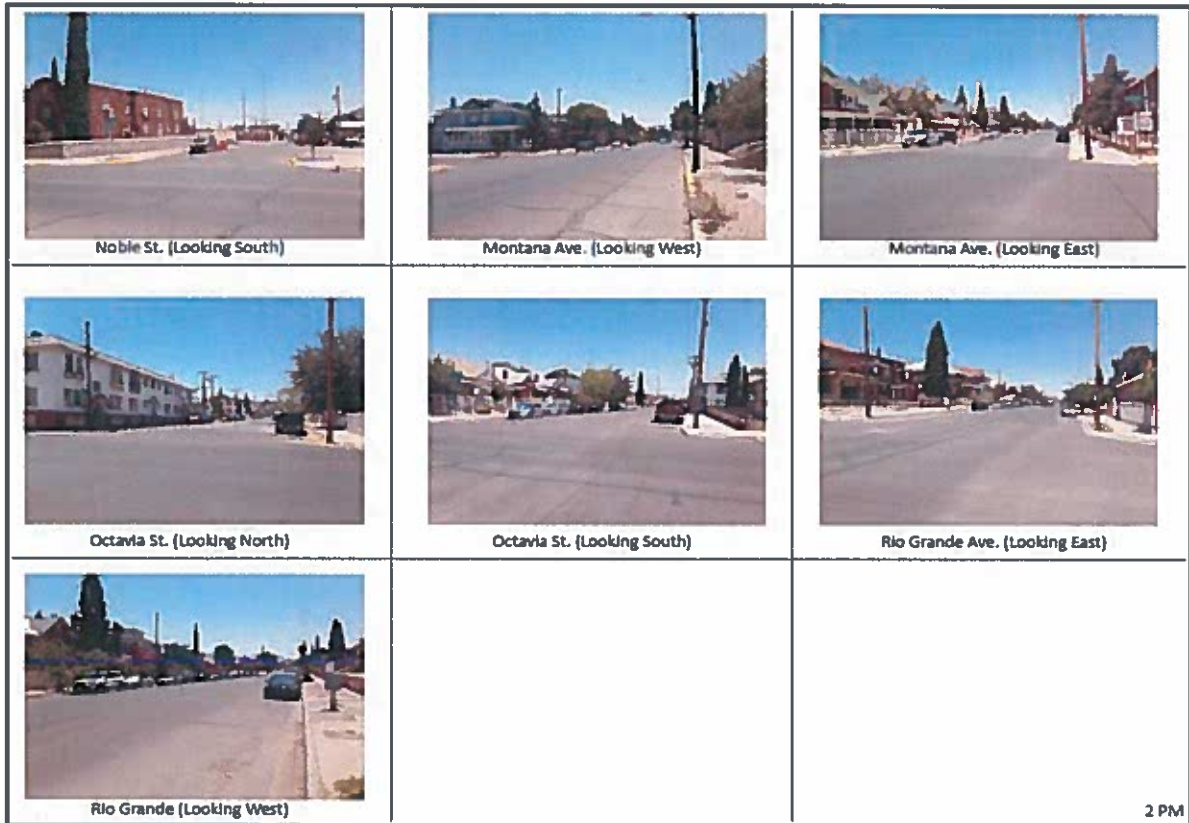 Noble St. (Looking South)
Montana Ave. (Looking West)
Montana Ave. (Looking East)
Octavia St. (Looking North)
Octavia St. (Looking South)
Rio Grande Ave. (Looking East)
Rio Grande (Looking West)
2 PM